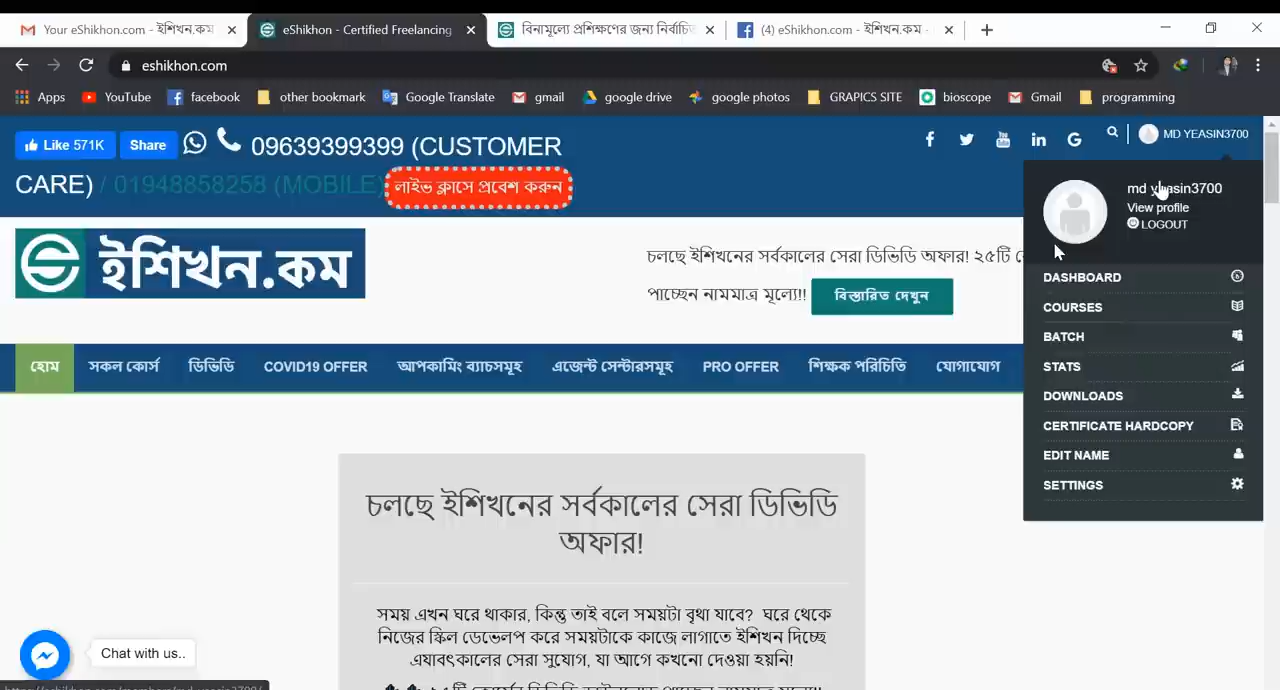 Your eShikhon.com - ইশিখন.কম
eShikhon - Certified Freelancing
বিনামূল্যে প্রশিক্ষণের জন্য নির্বাচিত
(4) eShikhon.com - ইশিখন.কম -
eshikhon.com
Apps YouTube facebook other bookmark Google Translate gmail google drive google photos GRAPICS SITE bioscope Gmail programming
Like 571K Share 09639399399 (CUSTOMER
CARE) / 01948858258 (MOBILE) লাইভ ক্লাসে প্রবেশ করুন
MD YEASIN3700
md yeasin3700
View profile
LOGOUT
ইশিখন.কম
চলছে ইশিখনের সর্বকালের সেরা ডিভিডি অফার! ২৫টি
পাচ্ছেন নামমাত্র মূল্যে!! বিস্তারিত দেখুন
DASHBOARD
COURSES
BATCH
STATS
DOWNLOADS
CERTIFICATE HARDCOPY
EDIT NAME
SETTINGS
হোম সকল কোর্স ডিভিডি COVID19 OFFER আপকামিং ব্যাচসমূহ এজেন্ট সেন্টারসমূহ PRO OFFER শিক্ষক পরিচিতি যোগাযোগ
চলছে ইশিখনের সর্বকালের সেরা ডিভিডি
অফার!
সময় এখন ঘরে থাকার, কিন্তু তাই বলে সময়টা বৃথা যাবে? ঘরে থেকে
নিজের স্কিল ডেভেলপ করে সময়টাকে কাজে লাগাতে ইশিখন দিচ্ছে
এযাবৎকালের সেরা সুযোগ, যা আগে কখনো দেওয়া হয়নি!
Chat with us..